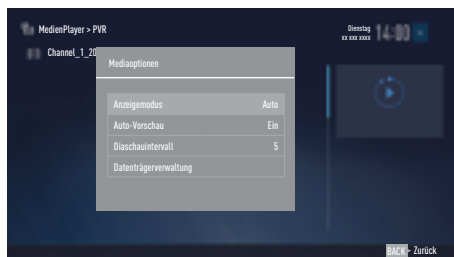 MedienPlayer > PVR
Dienstag
xx xxx xxxx
14:00
Channel_1_20
Mediaoptionen
Anzeigemodus Auto
Auto-Vorschau Ein
Diaschauintervall 5
Datenträgerverwaltung
BACK - Zurück